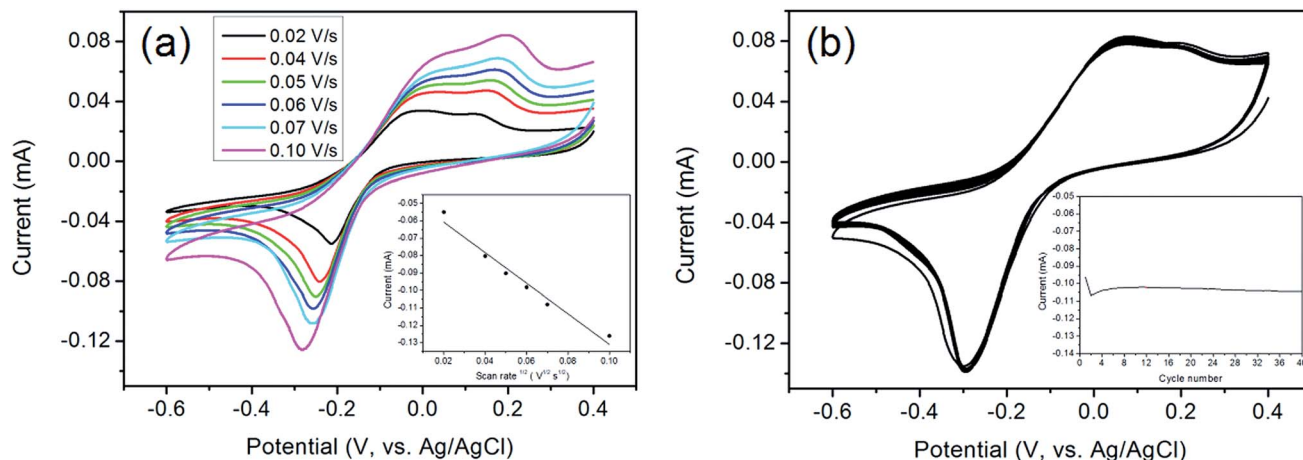 (a)
0.02 V/s
0.04 V/s
0.05 V/s
0.06 V/s
0.07 V/s
0.10 V/s
0.08
0.04
0.00
-0.04
-0.08
-0.12
Current (mA)
-0.6 -0.4 -0.2 0.0 0.2 0.4
Potential (V, vs. Ag/AgCl)
-0.05
-0.06
-0.07
-0.08
-0.09
-0.10
-0.11
-0.12
-0.13
Current (mA)
0.02 0.04 0.06 0.08 0.10
Scan rate 1/2 ( V1/2 s1/2)
(b)
0.08
0.04
0.00
-0.04
-0.08
-0.12
Current (mA)
-0.6 -0.4 -0.2 0.0 0.2 0.4
Potential (V, vs. Ag/AgCl)
-0.05
-0.06
-0.07
-0.08
-0.09
-0.10
-0.11
-0.12
-0.13
-0.14
Current (mA)
0 4 8 12 16 20 24 28 32 36 40
Cycle number